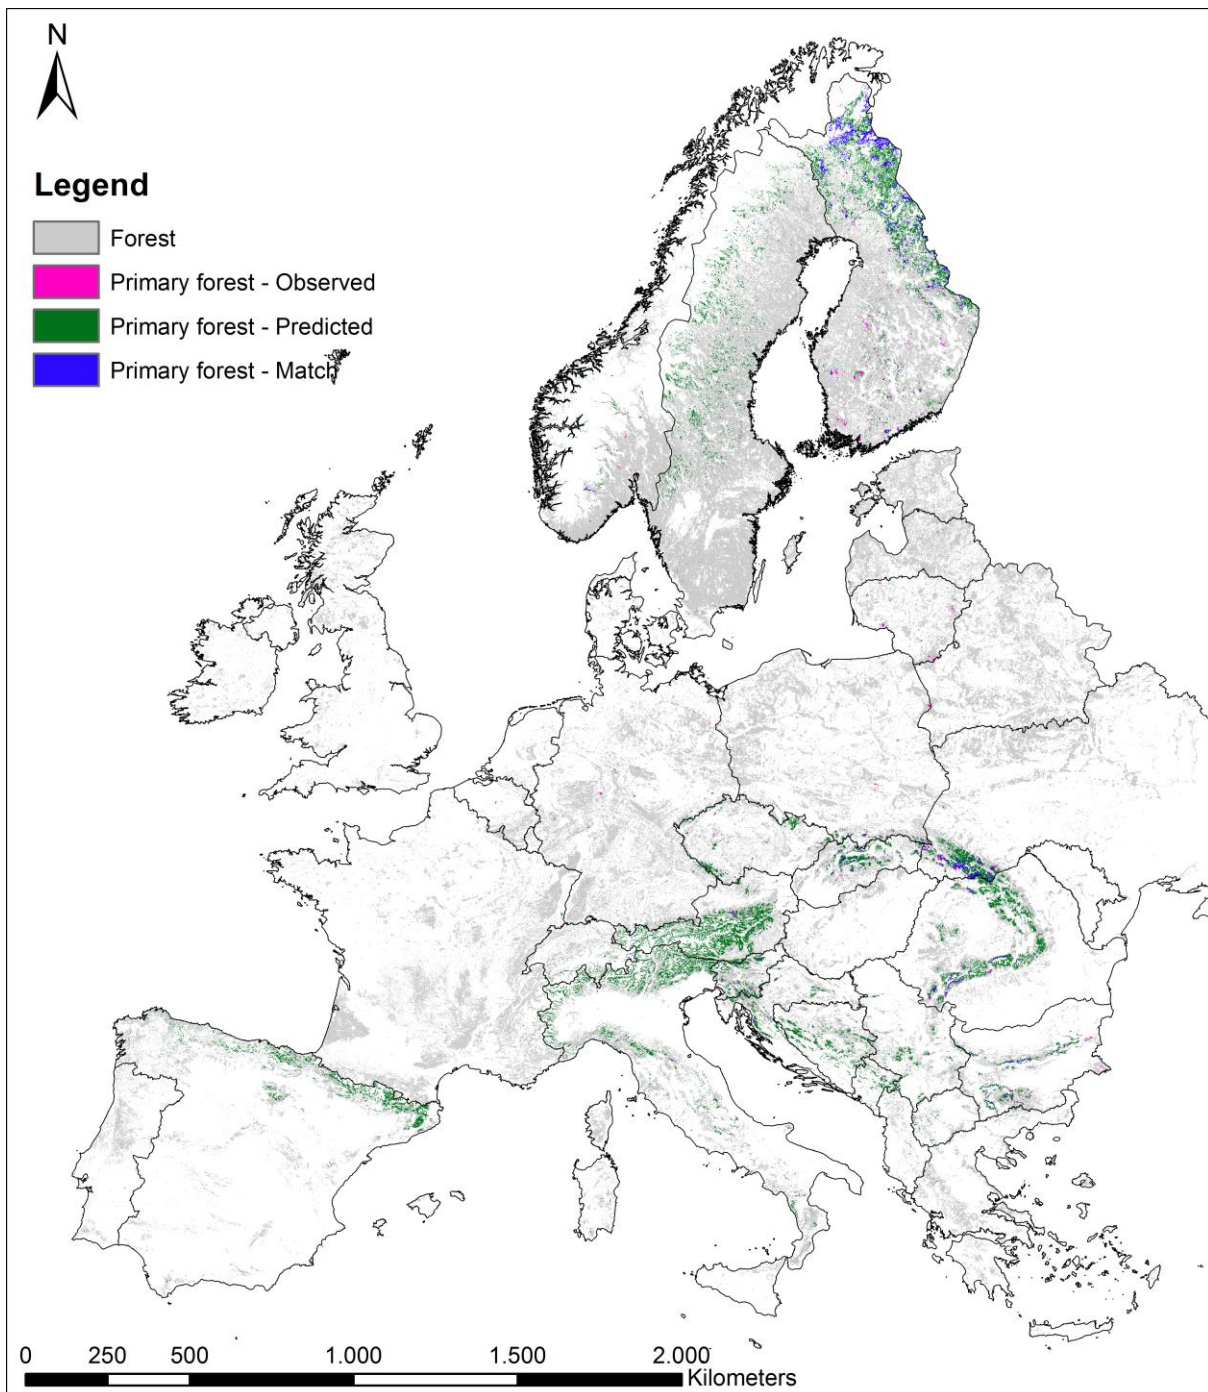 N
Legend
Forest
Primary forest - Observed
Primary forest - Predicted
Primary forest - Match
0 250 500 1.000 1.500 2.000
Kilometers